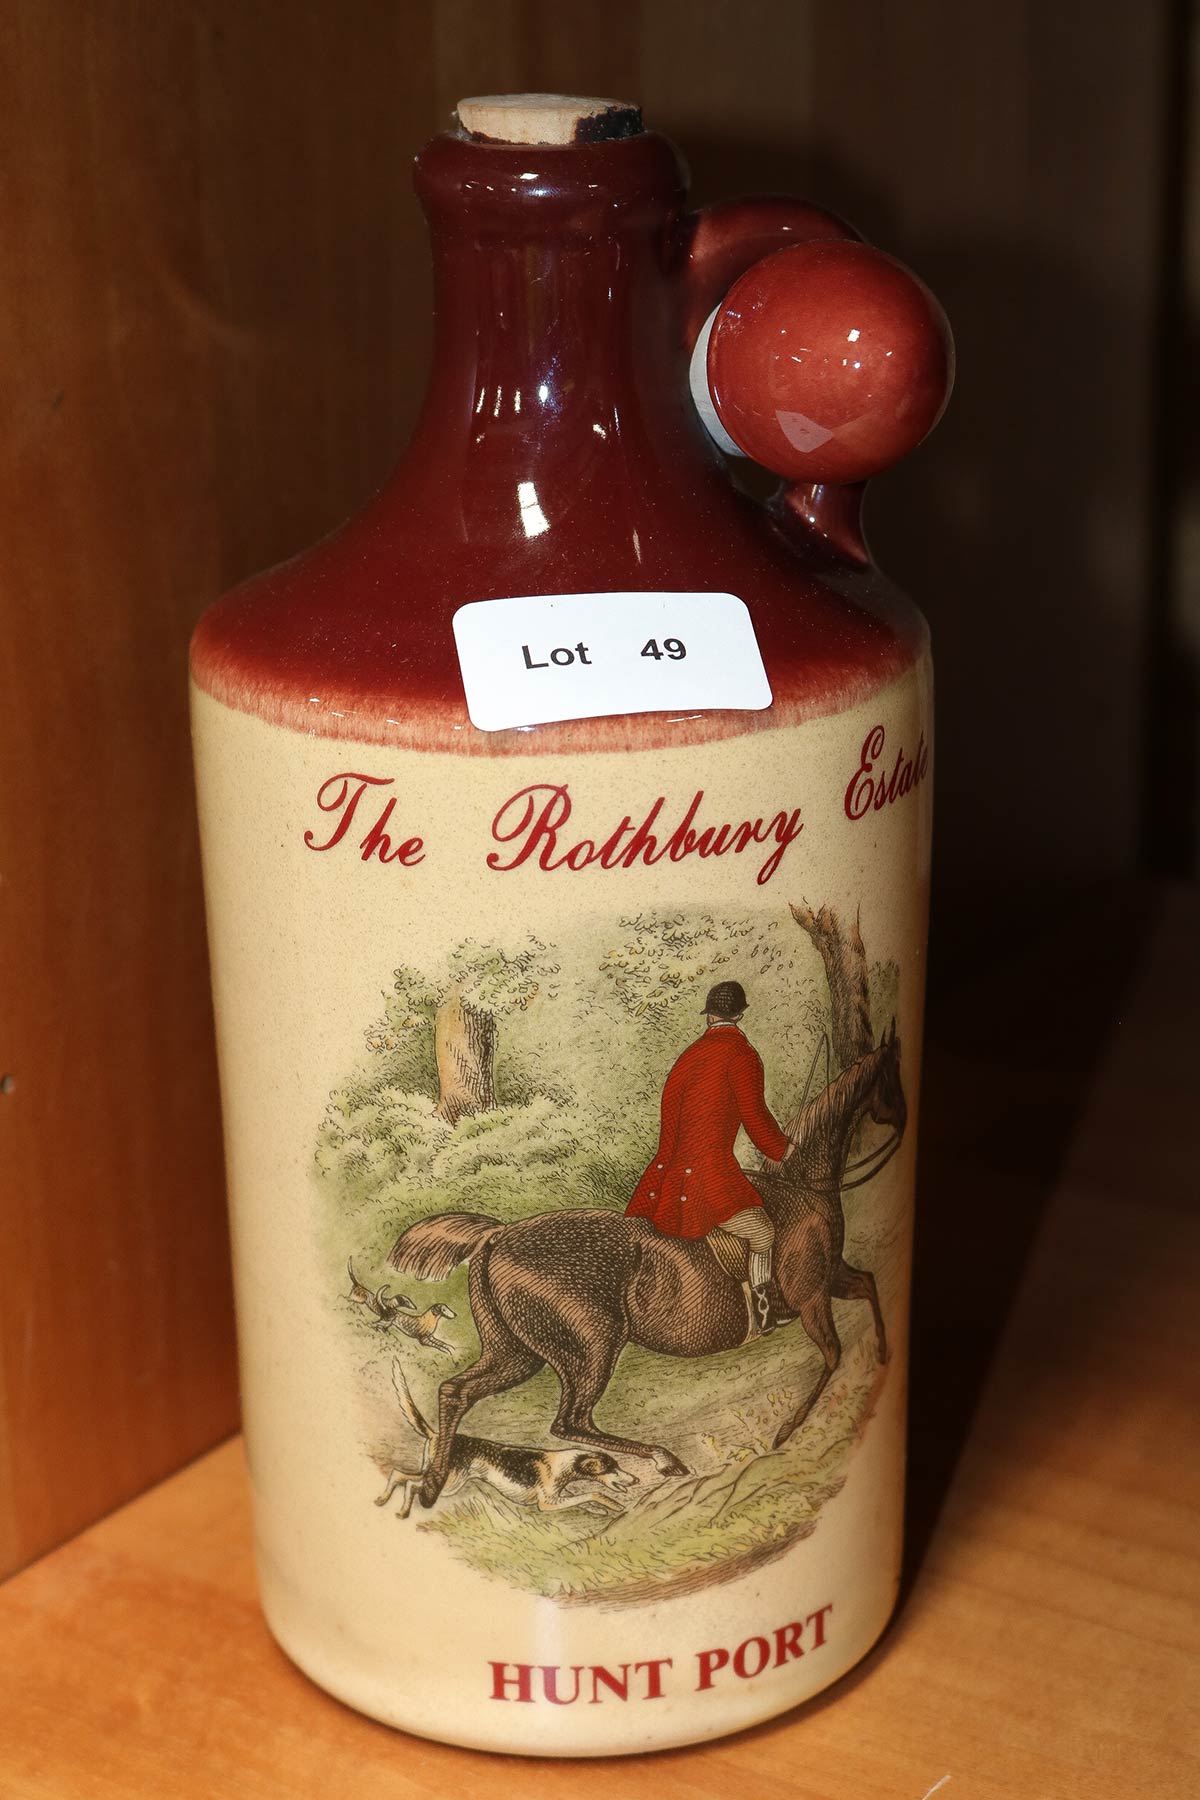 Lot 49
The Rothbury Estate
HUNT PORT